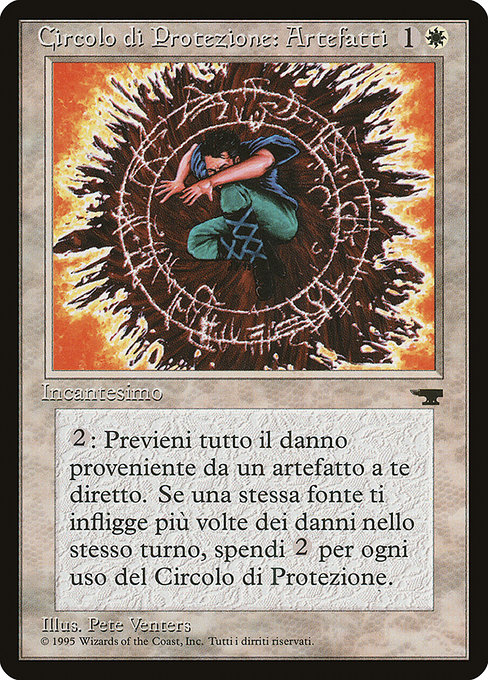 Circolo di Protezione: Artefatti 1
Incantesimo
2: Previeni tutto il danno
proveniente da un artefatto a te
diretto. Se una stessa fonte ti
infligge più volte dei danni nello
stesso turno, spendi 2 per ogni
uso del Circolo di Protezione.
Illus. Pete Venters
© 1995 Wizards of the Coast, Inc. Tutti i diritti riservati.